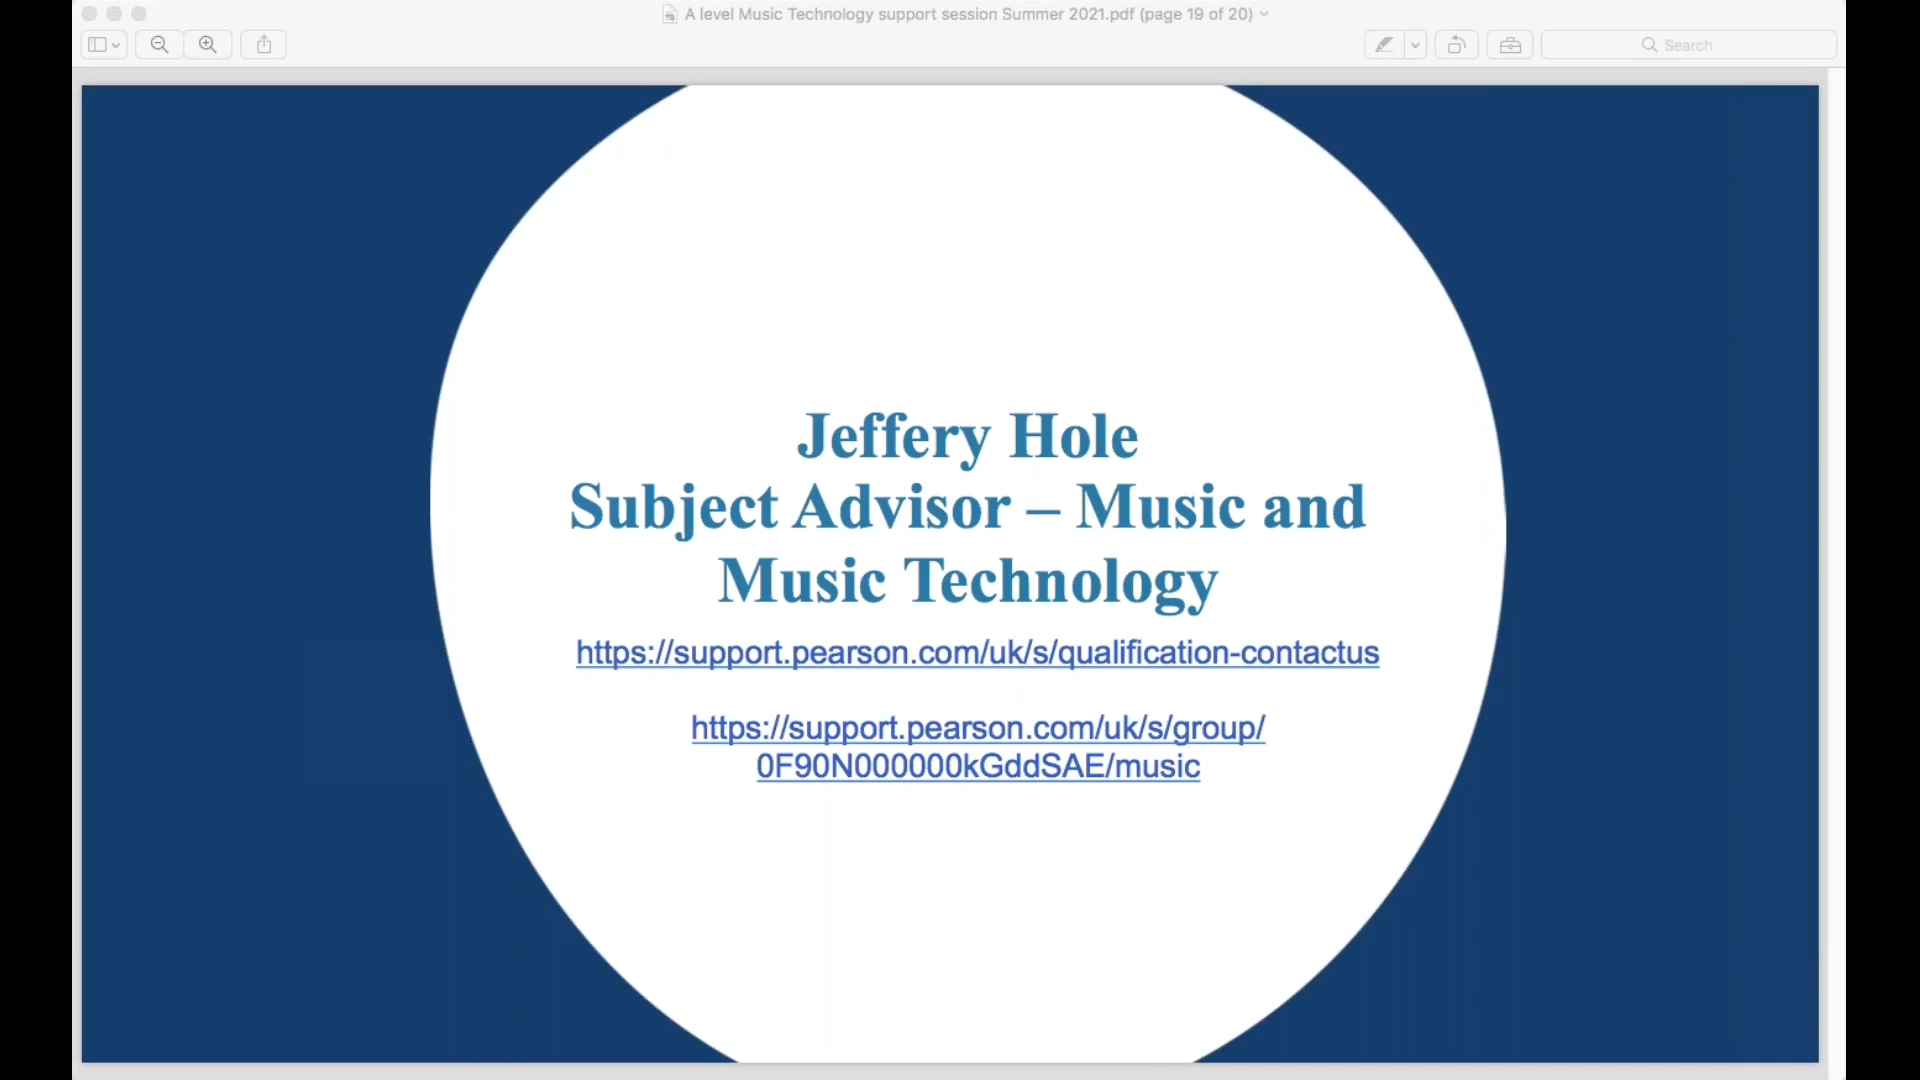 A level Music Technology support session Summer 2021.pdf (page 19 of 20)
Search
Jeffery Hole
Subject Advisor – Music and
Music Technology
https://support.pearson.com/uk/s/qualification-contactus
https://support.pearson.com/uk/s/group/
0F90N000000kGddSAE/music